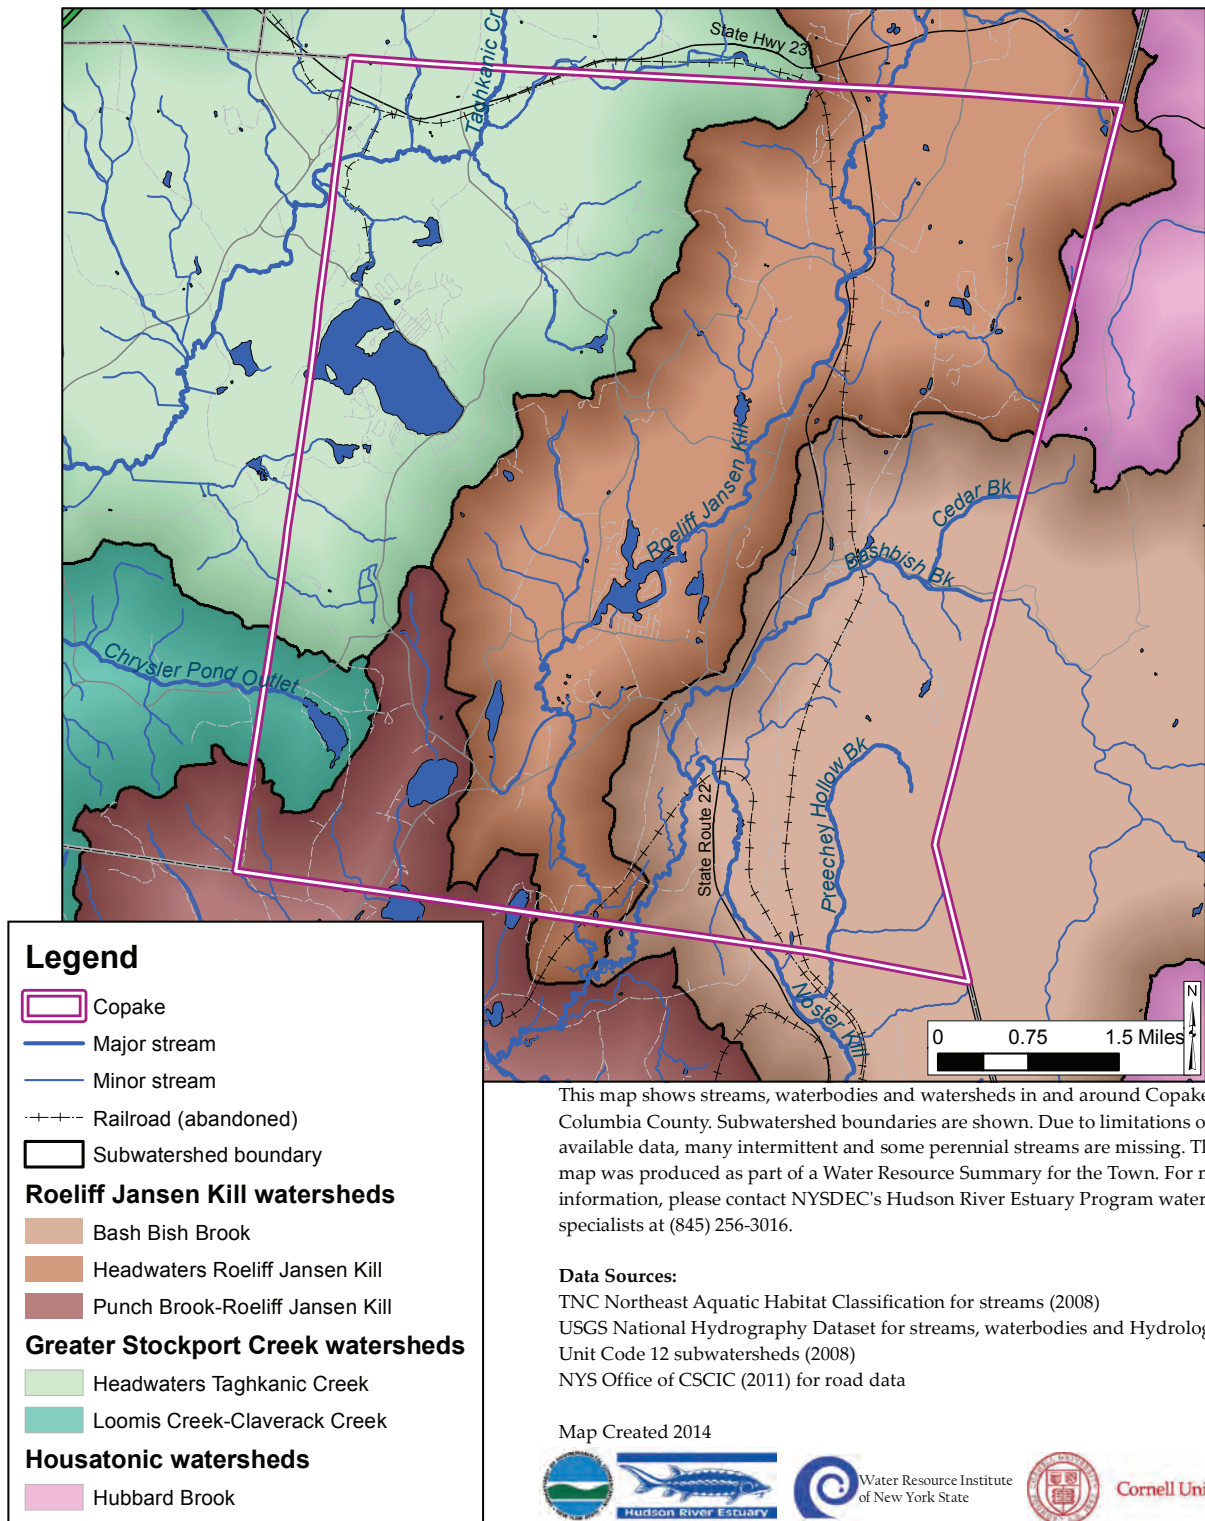 State Hwy 23
Taghkanic Cr
Roeliff Jansen Kill
Cedar Bk
Bashbish Bk
Chrysler Pond Outlet
Preechey Hollow Bk
State Route 22
Noster Kill
N
0 0.75 1.5 Miles
Legend
Copake
Major stream
Minor stream
Railroad (abandoned)
Subwatershed boundary
Roeliff Jansen Kill watersheds
Bash Bish Brook
Headwaters Roeliff Jansen Kill
Punch Brook-Roeliff Jansen Kill
Greater Stockport Creek watersheds
Headwaters Taghkanic Creek
Loomis Creek-Claverack Creek
Housatonic watersheds
Hubbard Brook
This map shows streams, waterbodies and watersheds in and around Copake
Columbia County. Subwatershed boundaries are shown. Due to limitations o
available data, many intermittent and some perennial streams are missing. Th
map was produced as part of a Water Resource Summary for the Town. For m
information, please contact NYSDEC's Hudson River Estuary Program water
specialists at (845) 256-3016.
Data Sources:
TNC Northeast Aquatic Habitat Classification for streams (2008)
USGS National Hydrography Dataset for streams, waterbodies and Hydrolog
Unit Code 12 subwatersheds (2008)
NYS Office of CSCIC (2011) for road data
Map Created 2014
Hudson River Estuary
Water Resource Institute
of New York State
Cornell Uni